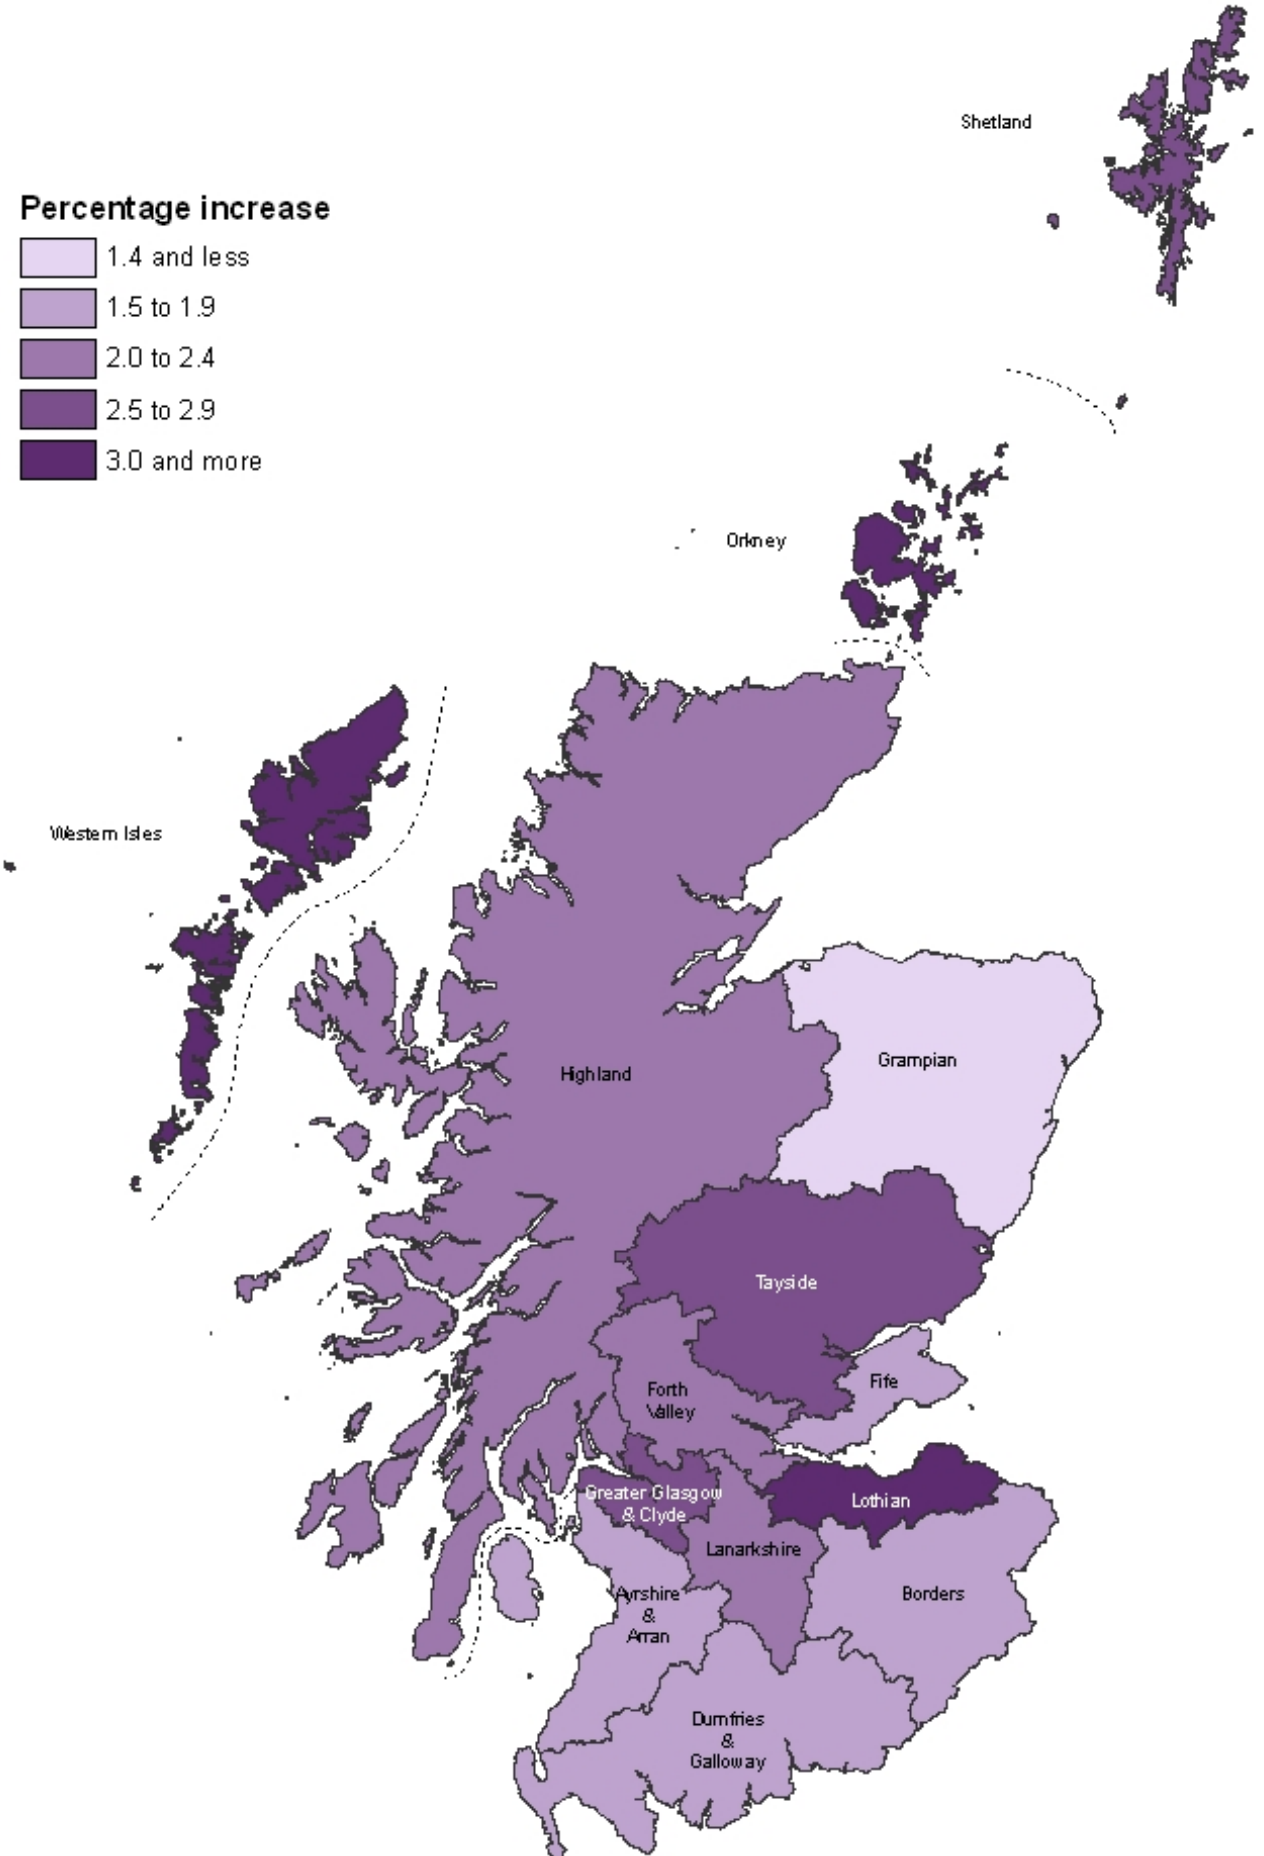 Shetland
Percentage increase
1.4 and less
1.5 to 1.9
2.0 to 2.4
2.5 to 2.9
3.0 and more
Orkney
Western Isles
Highland
Grampian
Tayside
Fife
Forth
Valley
Greater Glasgow
& Clyde
Lothian
Lanarkshire
Borders
Ayrshire
&
Arran
Dumfries
&
Galloway